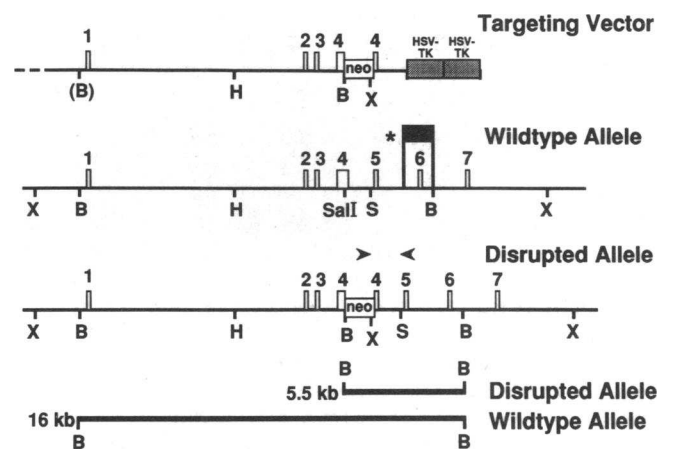 Targeting Vector
1 2 3 4 4 HSV-TK HSV-TK
neo
(B) H B X
* Wildtype Allele
1 2 3 4 5 6 7
X B H SalI S B X
Disrupted Allele
1 2 3 4 4 5 6 7
neo
X B H B X S B X
B B
5.5 kb Disrupted Allele
16 kb Wildtype Allele
B B